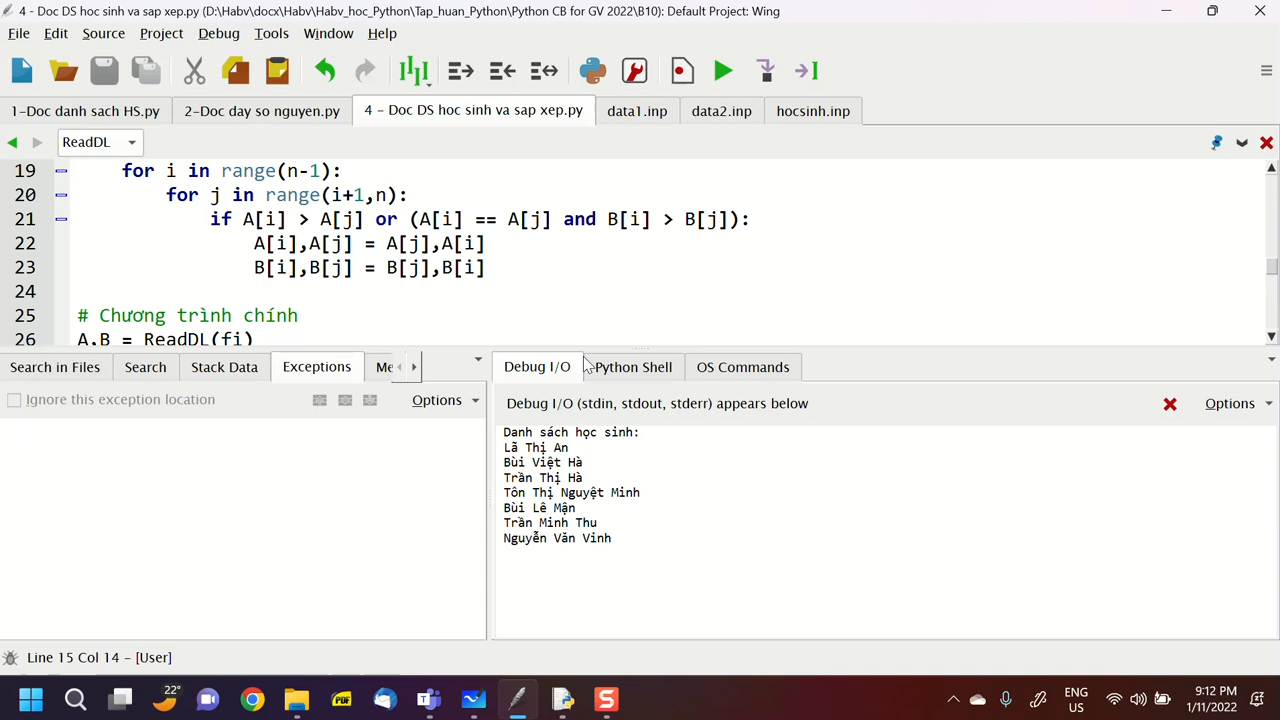 4 - Doc DS hoc sinh va sap xep.py (D:\Habv\docx\Habv\Habv_hoc_Python\Tap_huan_Python\Python CB for GV 2022\B10): Default Project: Wing
File Edit Source Project Debug Tools Window Help
1-Doc danh sach HS.py 2-Doc day so nguyen.py 4 - Doc DS hoc sinh va sap xep.py data1.inp data2.inp hocsinh.inp
ReadDL
19 for i in range(n-1):
20 for j in range(i+1,n):
21 if A[i] > A[j] or (A[i] == A[j] and B[i] > B[j]):
22 A[i],A[j] = A[j],A[i]
23 B[i],B[j] = B[j],B[i]
24
25 # Chương trình chính
26 A,B = ReadDL(fi)
Search in Files Search Stack Data Exceptions Me
Ignore this exception location Options
Debug I/O Python Shell OS Commands
Debug I/O (stdin, stdout, stderr) appears below Options
Danh sách học sinh:
Lã Thị An
Bùi Việt Hà
Trần Thị Hà
Tôn Thị Nguyệt Minh
Bùi Lê Mận
Trần Minh Thu
Nguyễn Văn Vinh
Line 15 Col 14 - [User]
22°
PDF
S
ENG
US
9:12 PM
1/11/2022